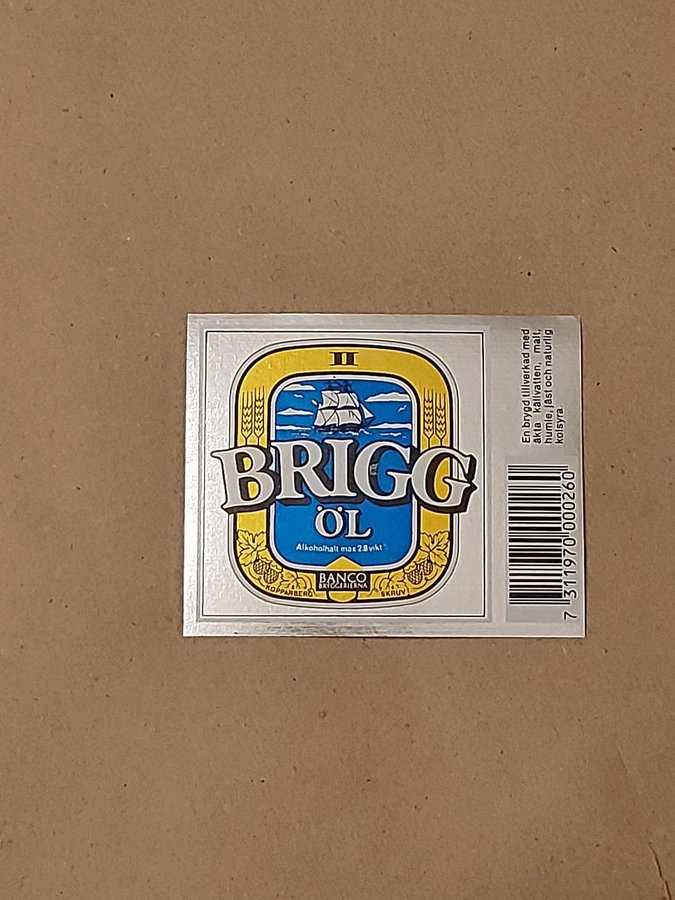 II
BRIGG
ÖL
Alkoholhalt max 2.8 vikt%
BANCO
BRYGGERIERNA
KOPPARBERG
SKRUV
En brygd tillverkad med
äkta källvatten, malt,
humle, jäst och naturlig
kolsyra.
7 311970 000260